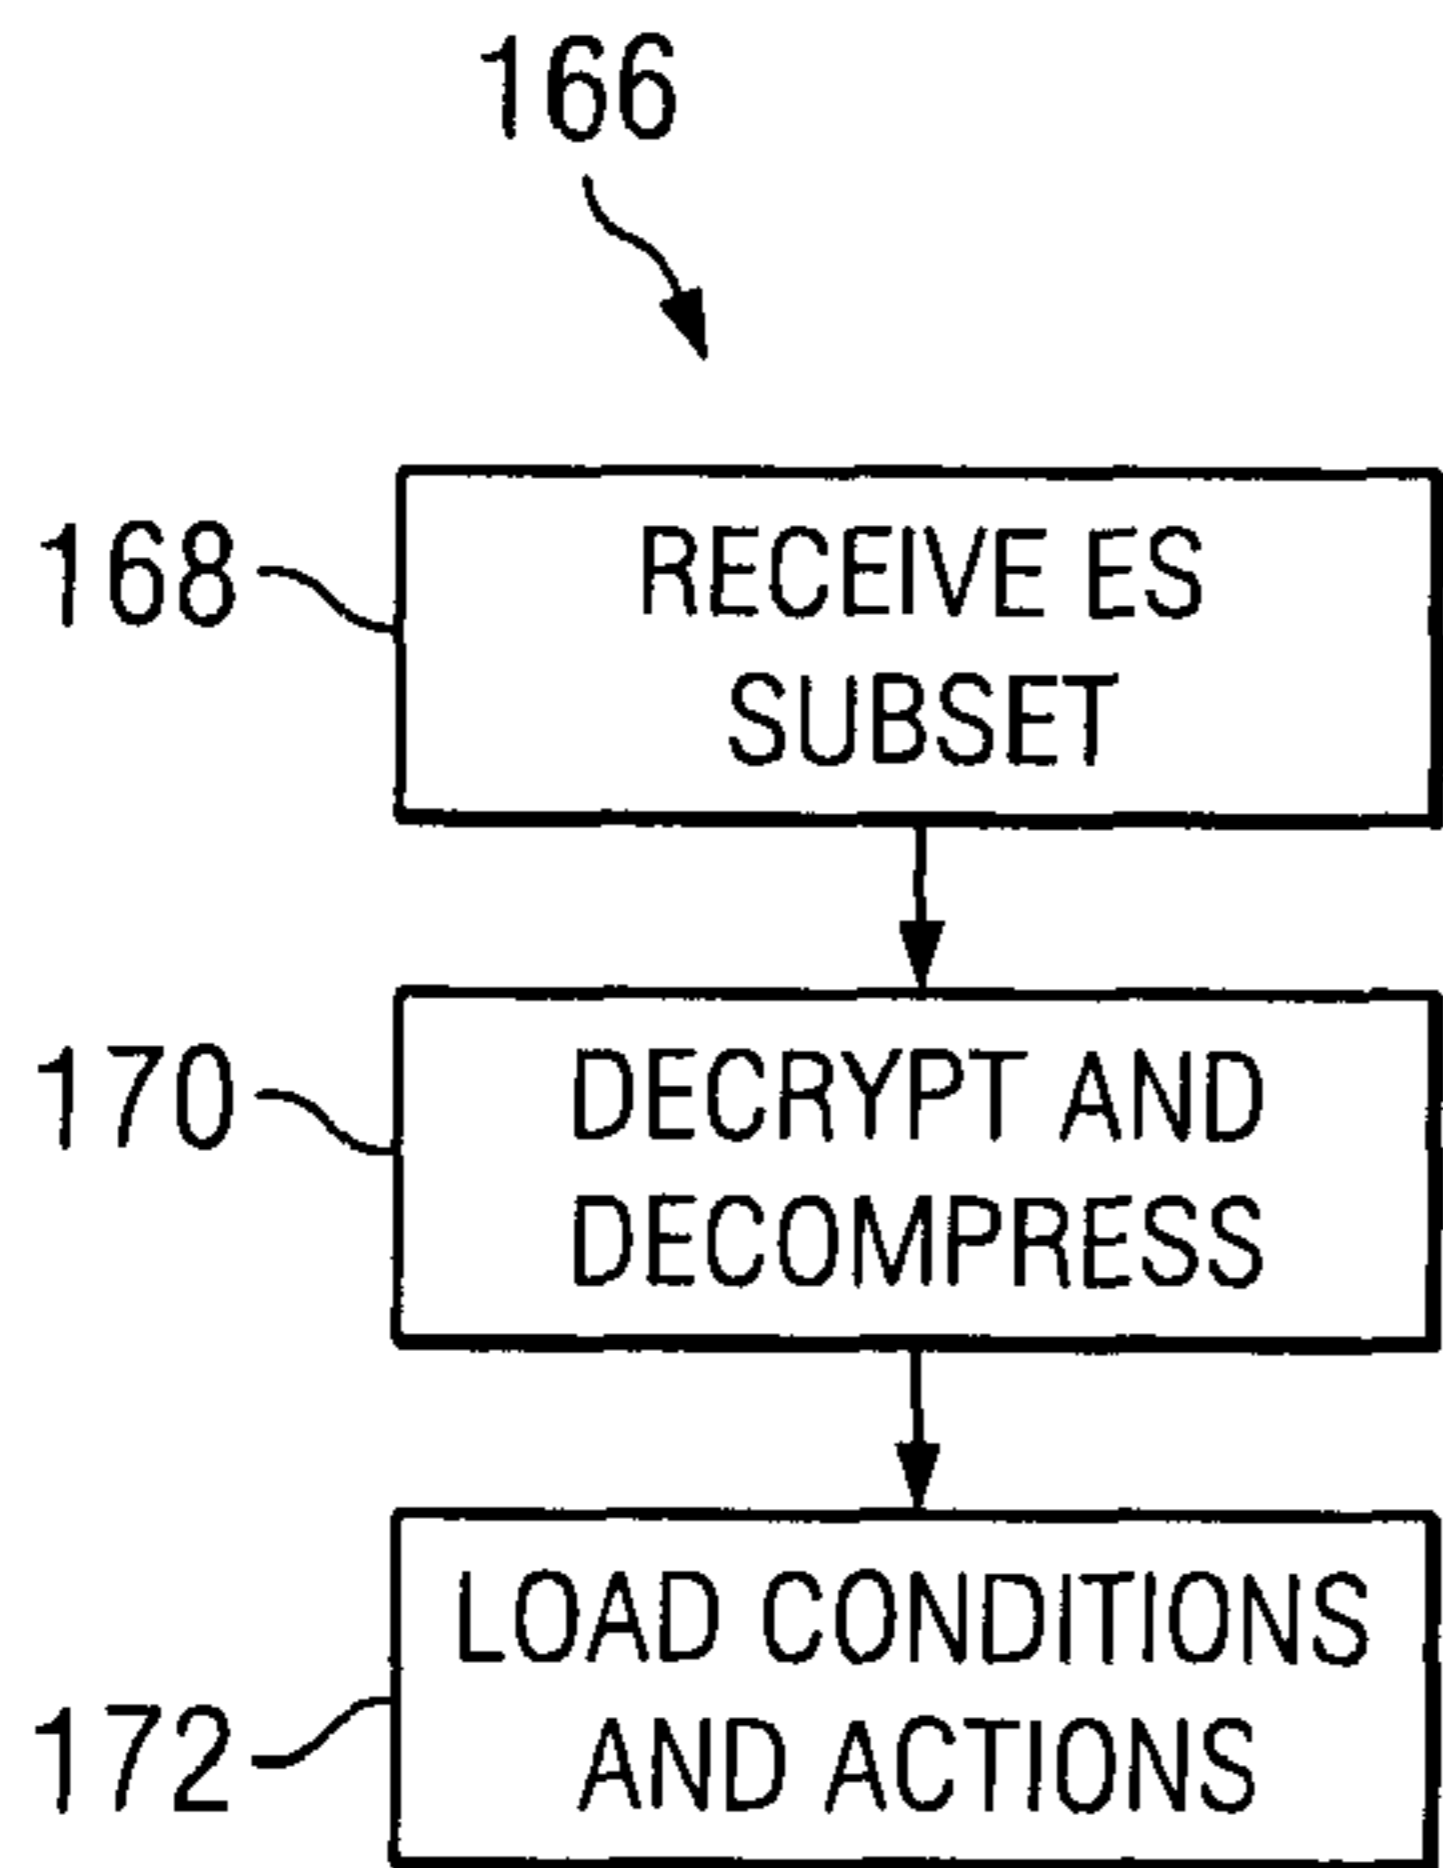 166
168
RECEIVE ES
SUBSET
170
DECRYPT AND
DECOMPRESS
172
LOAD CONDITIONS
AND ACTIONS